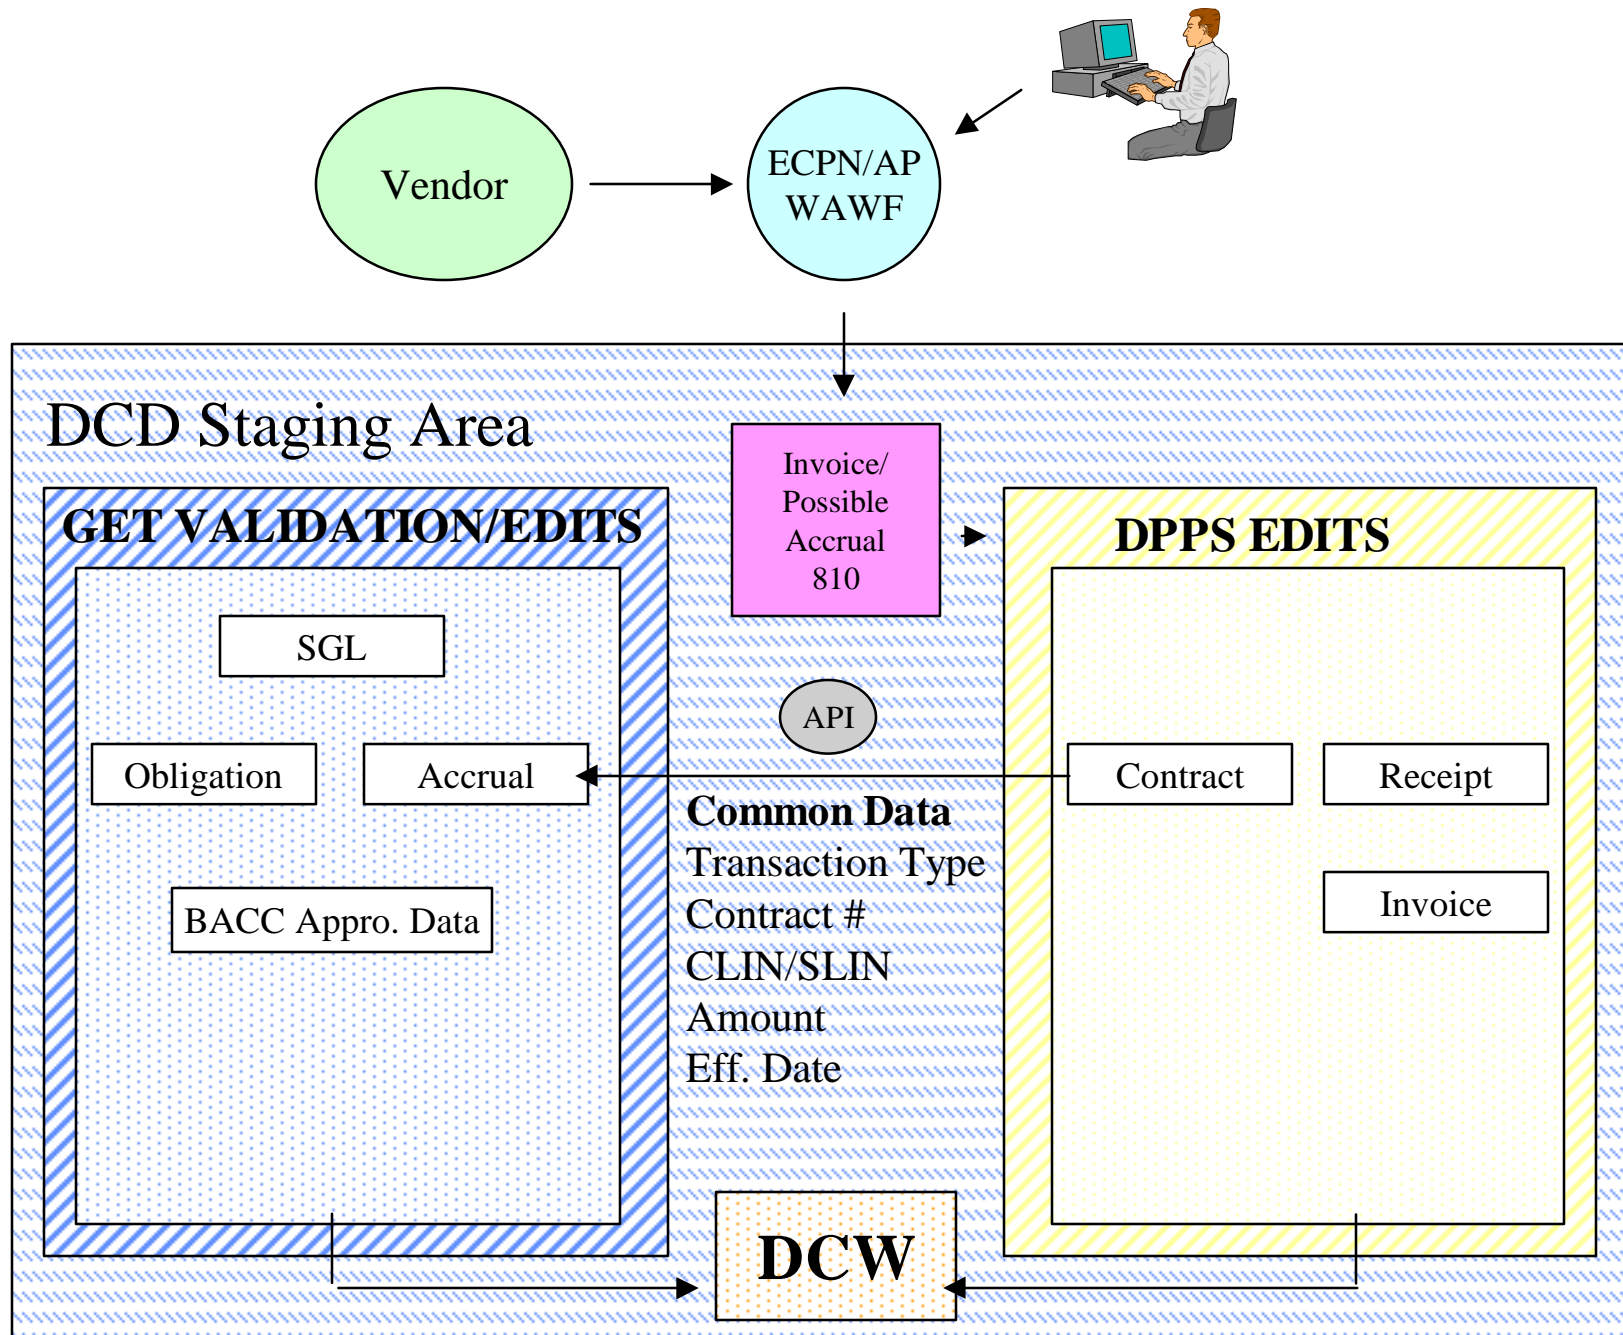 Vendor
ECPN/AP
WAWF
DCD Staging Area
Invoice/
Possible
Accrual
810
GET VALIDATION/EDITS
DPPS EDITS
SGL
API
Obligation
Accrual
Contract
Receipt
Common Data
Transaction Type
Contract #
CLIN/SLIN
Amount
Eff. Date
BACC Appro. Data
Invoice
DCW